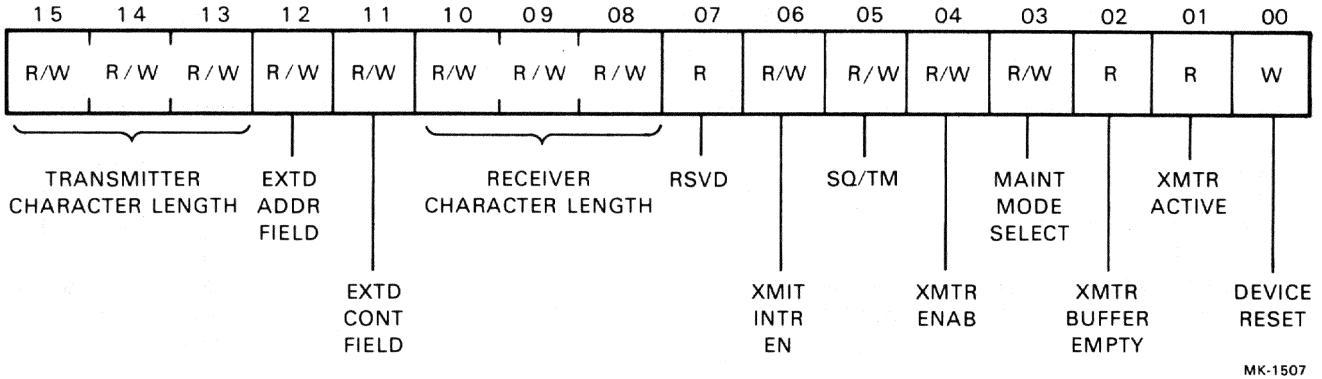 15 14 13 12 11 10 09 08 07 06 05 04 03 02 01 00
R/W R/W R/W R/W R/W R/W R/W R/W R R/W R/W R/W R/W R R W
TRANSMITTER
CHARACTER LENGTH
EXTD
ADDR
FIELD
EXTD
CONT
FIELD
RECEIVER
CHARACTER LENGTH
RSVD
XMIT
INTR
EN
SQ/TM
XMTR
ENAB
MAINT
MODE
SELECT
XMTR
BUFFER
EMPTY
XMTR
ACTIVE
DEVICE
RESET
MK-1507